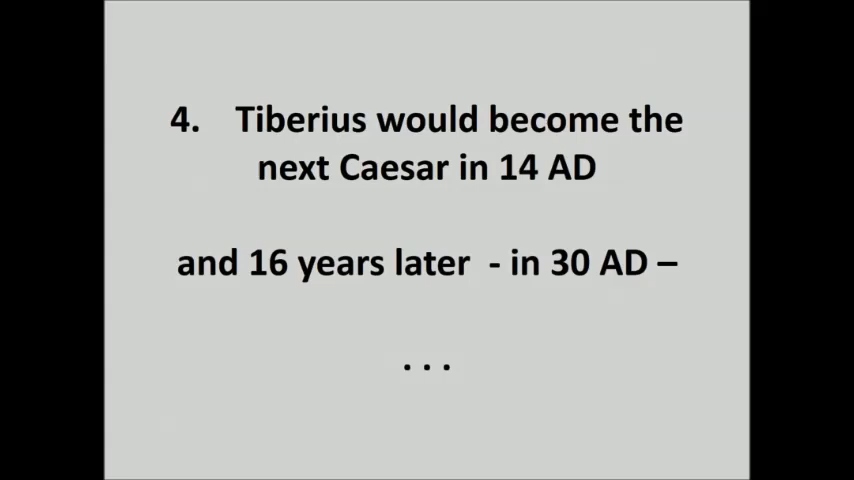 4. Tiberius would become the
next Caesar in 14 AD
and 16 years later - in 30 AD –
. . .